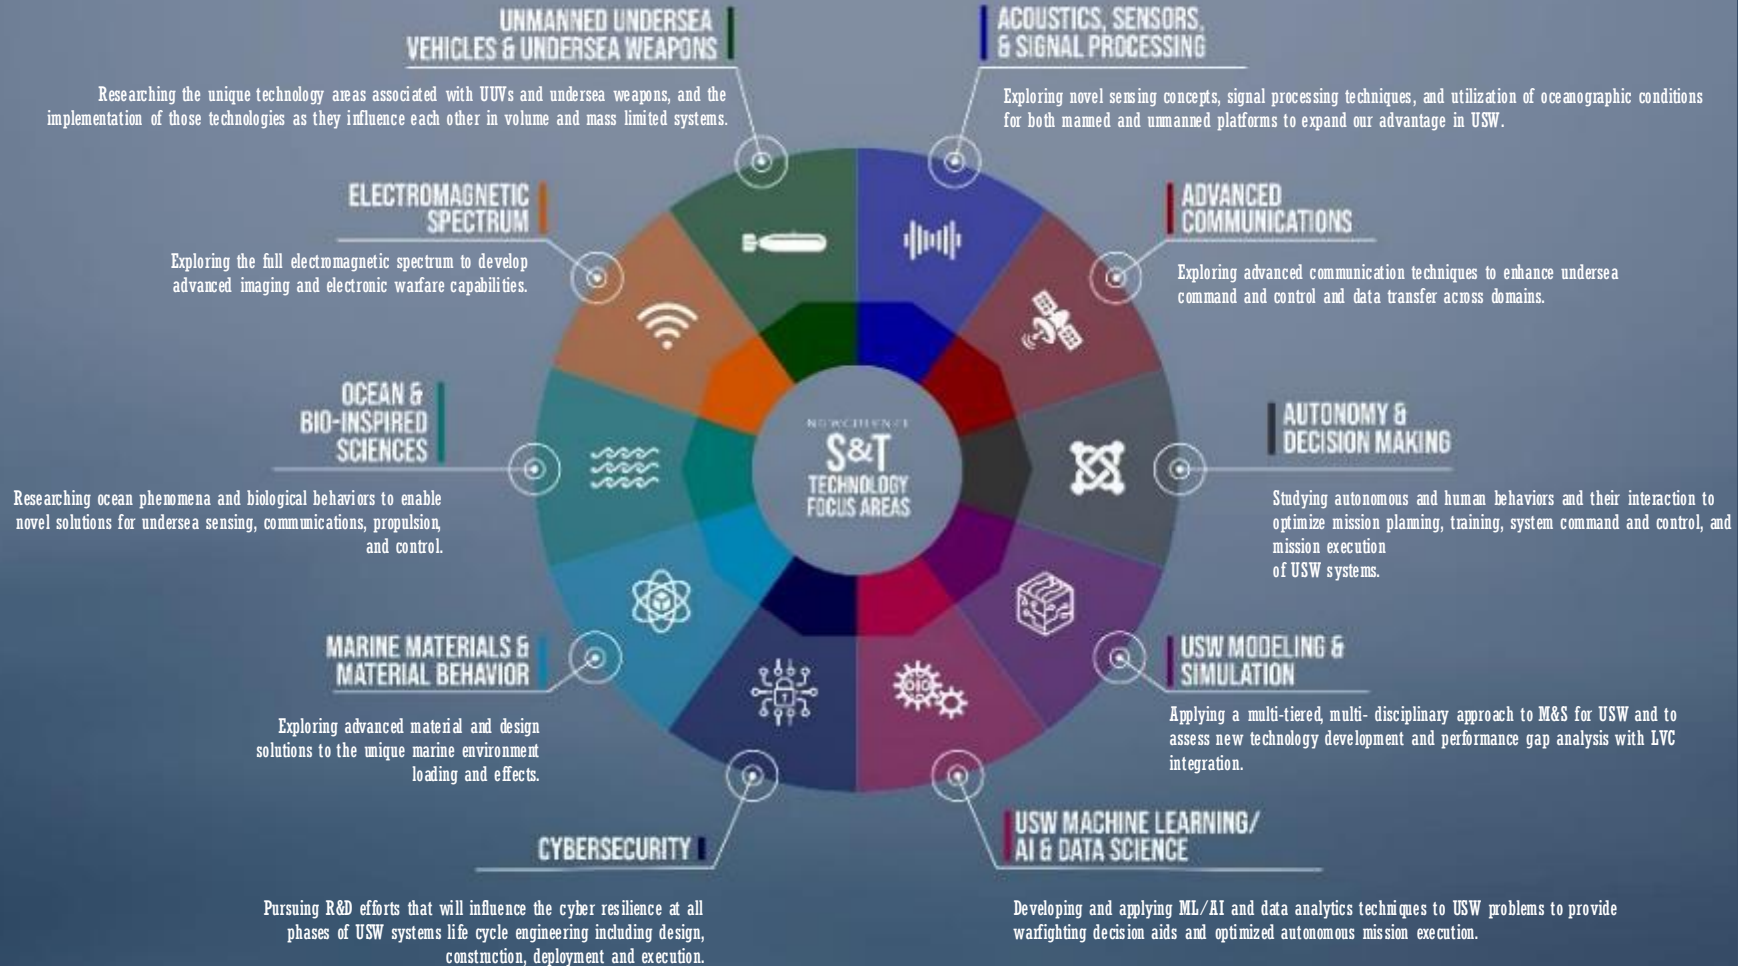 UNMANNED UNDERSEA
VEHICLES & UNDERSEA WEAPONS
Researching the unique technology areas associated with UUVs and undersea weapons, and the
implementation of those technologies as they influence each other in volume and mass limited systems.
ACOUSTICS, SENSORS,
& SIGNAL PROCESSING
Exploring novel sensing concepts, signal processing techniques, and utilization of oceanographic conditions
for both manned and unmanned platforms to expand our advantage in USW.
ELECTROMAGNETIC
SPECTRUM
Exploring the full electromagnetic spectrum to develop
advanced imaging and electronic warfare capabilities.
ADVANCED
COMMUNICATIONS
Exploring advanced communication techniques to enhance undersea
command and control and data transfer across domains.
OCEAN &
BIO-INSPIRED
SCIENCES
Researching ocean phenomena and biological behaviors to enable
novel solutions for undersea sensing, communications, propulsion,
and control.
S&T
TECHNOLOGY
FOCUS AREAS
AUTONOMY &
DECISION MAKING
Studying autonomous and human behaviors and their interaction to
optimize mission planning, training, system command and control, and
mission execution
of USW systems.
MARINE MATERIALS &
MATERIAL BEHAVIOR
Exploring advanced material and design
solutions to the unique marine environment
loading and effects.
USW MODELING &
SIMULATION
Applying a multi-tiered, multi- disciplinary approach to M&S for USW and to
assess new technology development and performance gap analysis with LVC
integration.
CYBERSECURITY
Pursuing R&D efforts that will influence the cyber resilience at all
phases of USW systems life cycle engineering including design,
construction, deployment and execution.
USW MACHINE LEARNING/
AI & DATA SCIENCE
Developing and applying ML/AI and data analytics techniques to USW problems to provide
warfighting decision aids and optimized autonomous mission execution.